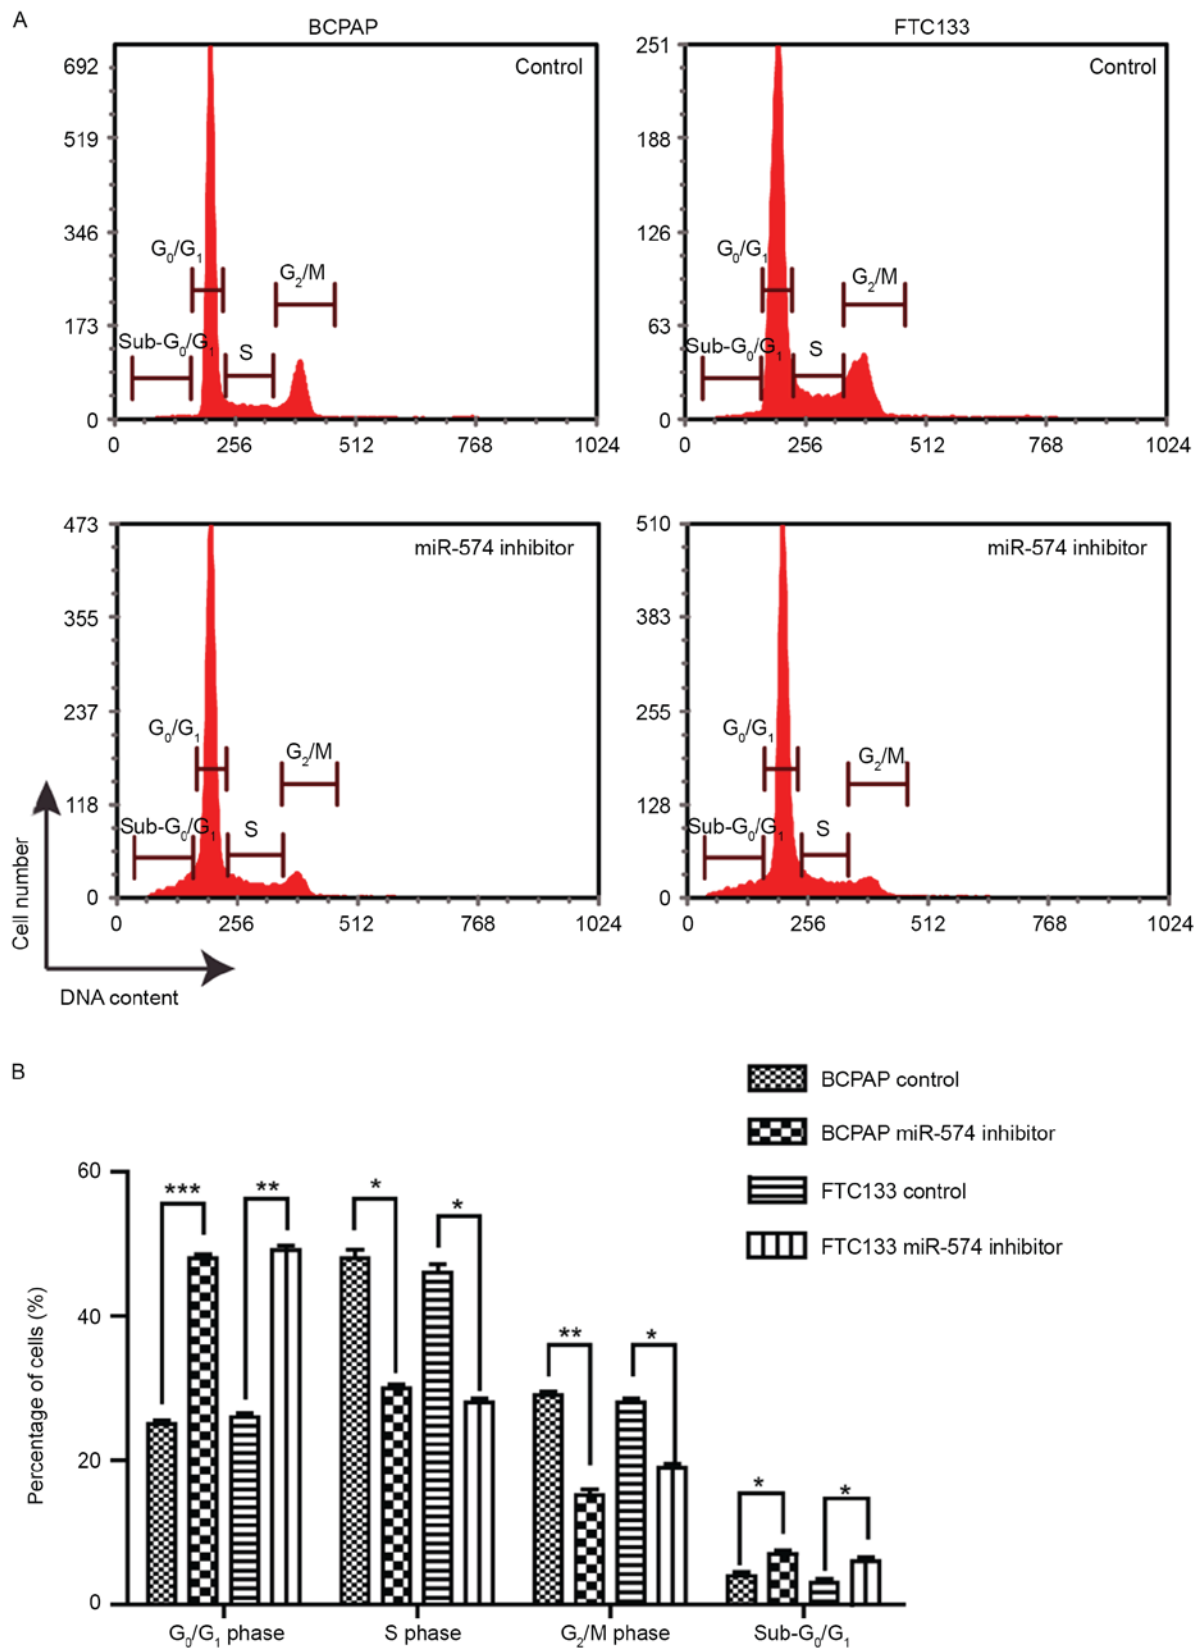 A
BCPAP
FTC133
692
519
346
173
0
Control
G₀/G₁
G₂/M
Sub-G₀/G₁
S
0 256 512 768 1024
251
188
126
63
0
Control
G₀/G₁
G₂/M
Sub-G₀/G₁
S
0 256 512 768 1024
473
355
237
118
0
miR-574 inhibitor
G₀/G₁
G₂/M
Sub-G₀/G₁
S
0 256 512 768 1024
510
383
255
128
0
miR-574 inhibitor
G₀/G₁
G₂/M
Sub-G₀/G₁
S
0 256 512 768 1024
Cell number
DNA content
B
BCPAP control
BCPAP miR-574 inhibitor
FTC133 control
FTC133 miR-574 inhibitor
Percentage of cells (%)
60
40
20
0
*** ** * *
** *
* *
G₀/G₁ phase S phase G₂/M phase Sub-G₀/G₁